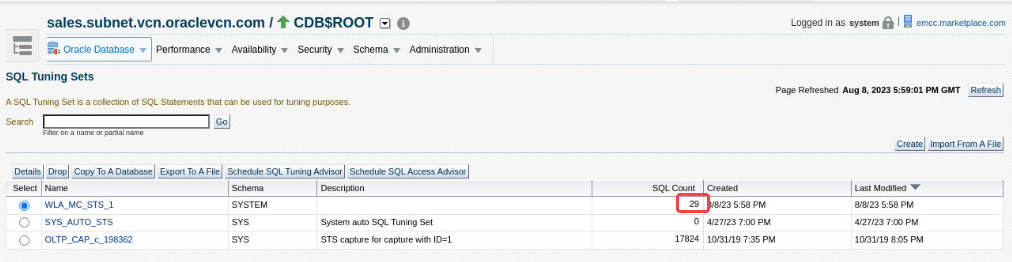 sales.subnet.vcn.oraclevcn.com / CDB$ROOT
Logged in as system | emcc.marketplace.com
Oracle Database Performance Availability Security Schema Administration
SQL Tuning Sets
Page Refreshed Aug 8, 2023 5:59:01 PM GMT Refresh
A SQL Tuning Set is a collection of SQL Statements that can be used for tuning purposes.
Search Go
Filter on a name or partial name
Create Import From A File
Details Drop Copy To A Database Export To A File Schedule SQL Tuning Advisor Schedule SQL Access Advisor
Select Name Schema Description SQL Count Created Last Modified
WLA_MC_STS_1 SYSTEM 29 8/8/23 5:58 PM 8/8/23 5:58 PM
SYS_AUTO_STS SYS System auto SQL Tuning Set 0 4/27/23 7:00 PM 4/27/23 7:00 PM
OLTP_CAP_c_198362 SYS STS capture for capture with ID=1 17824 10/31/19 7:35 PM 10/31/19 8:05 PM